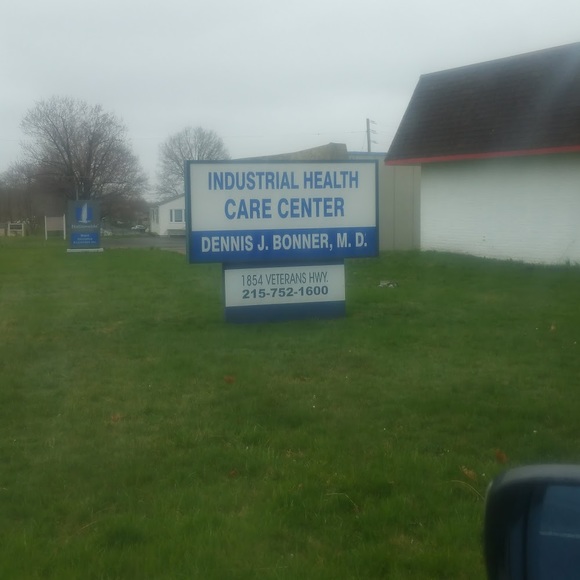 INDUSTRIAL HEALTH
CARE CENTER
DENNIS J. BONNER, M. D.
1854 VETERANS HWY.
215-752-1600